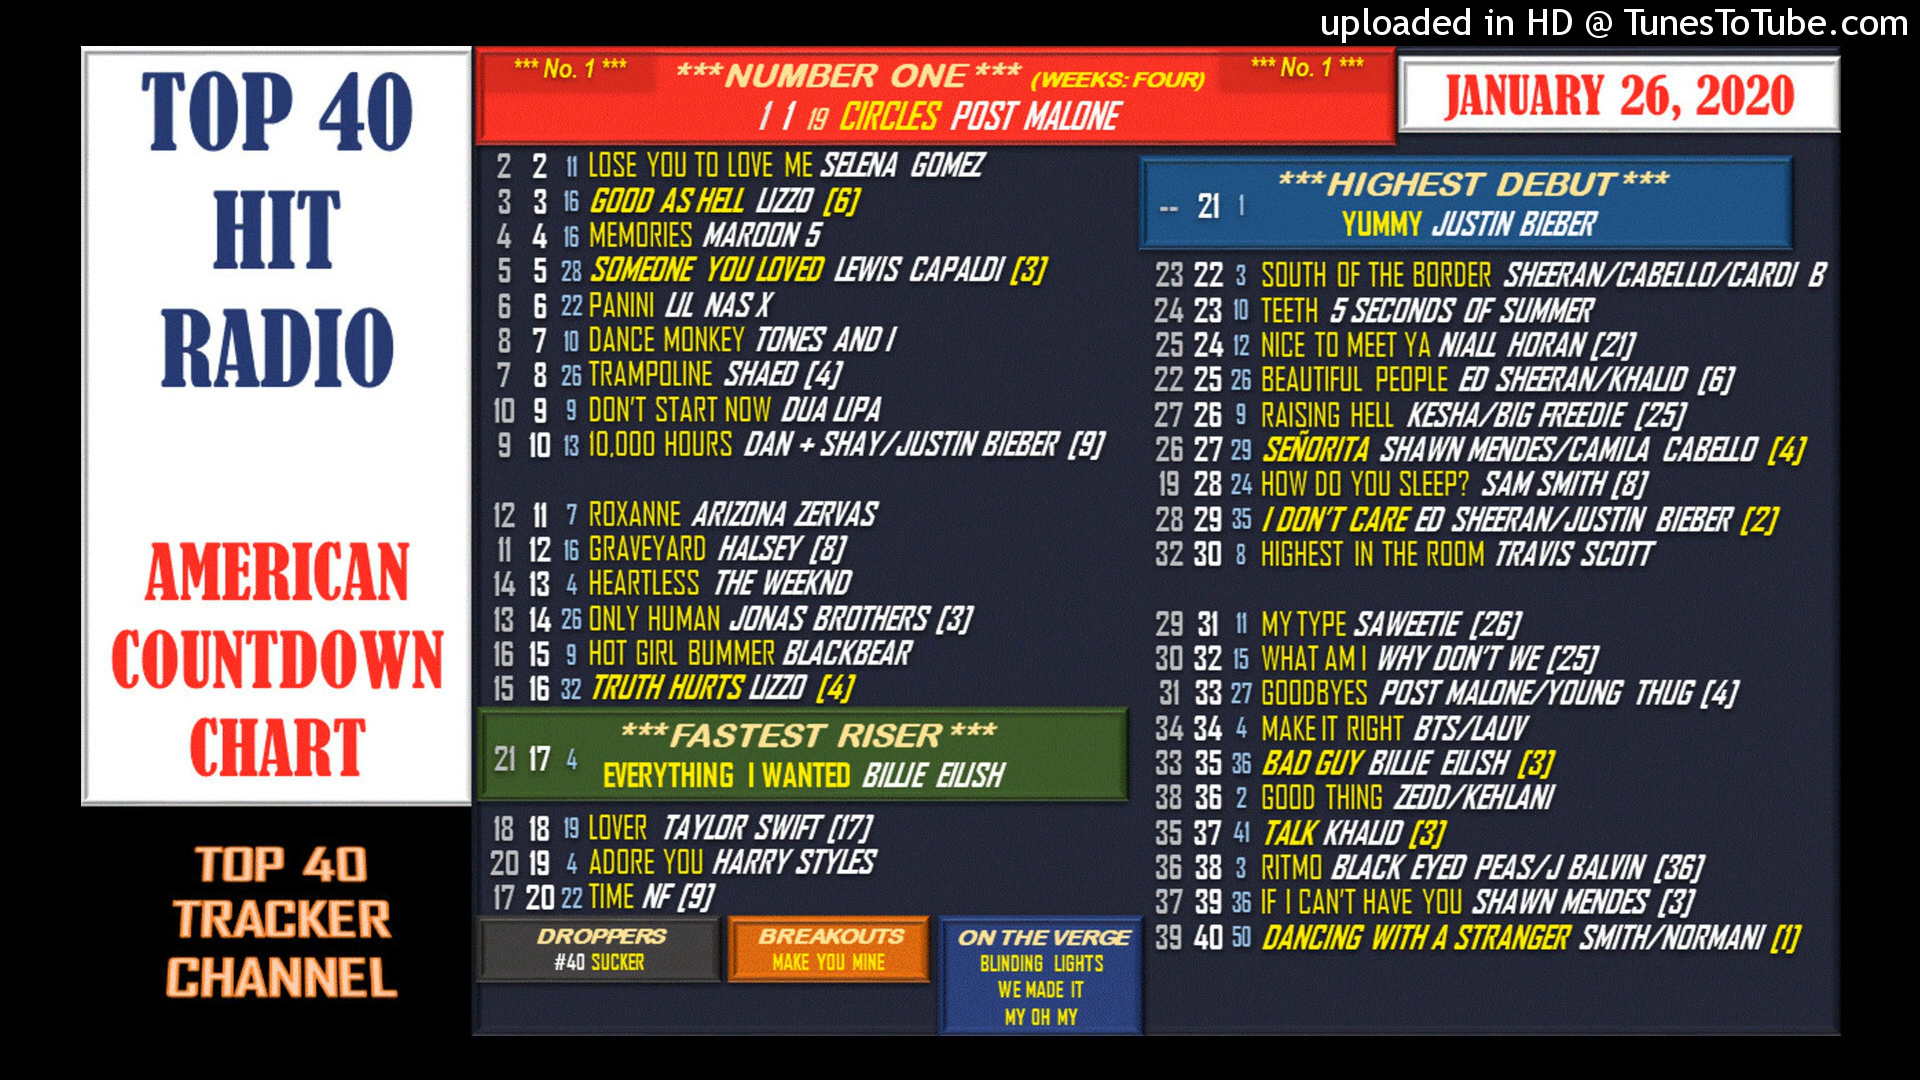 uploaded in HD @ TunesToTube.com
TOP 40
HIT
RADIO
AMERICAN
COUNTDOWN
CHART
TOP 40
TRACKER
CHANNEL
*** No. 1 ***
***NUMBER ONE*** (WEEKS: FOUR)
*** No. 1 ***
1 1 19 CIRCLES POST MALONE
JANUARY 26, 2020
2 2 11 LOSE YOU TO LOVE ME SELENA GOMEZ
3 3 16 GOOD AS HELL LIZZO [6]
4 4 16 MEMORIES MAROON 5
5 5 28 SOMEONE YOU LOVED LEWIS CAPALDI [3]
6 6 22 PANINI LIL NAS X
8 7 10 DANCE MONKEY TONES AND I
7 8 26 TRAMPOLINE SHAED [4]
10 9 9 DON'T START NOW DUA LIPA
9 10 13 10,000 HOURS DAN + SHAY/JUSTIN BIEBER [9]
12 11 7 ROXANNE ARIZONA ZERVAS
11 12 16 GRAVEYARD HALSEY [8]
14 13 4 HEARTLESS THE WEEKND
13 14 26 ONLY HUMAN JONAS BROTHERS [3]
16 15 9 HOT GIRL BUMMER BLACKBEAR
15 16 32 TRUTH HURTS LIZZO [4]
***FASTEST RISER***
21 17 4 EVERYTHING I WANTED BILLIE EILISH
18 18 19 LOVER TAYLOR SWIFT [17]
20 19 4 ADORE YOU HARRY STYLES
17 20 22 TIME NF [9]
DROPPERS
#40 SUCKER
BREAKOUTS
MAKE YOU MINE
ON THE VERGE
BLINDING LIGHTS
WE MADE IT
MY OH MY
***HIGHEST DEBUT***
-- 21 1 YUMMY JUSTIN BIEBER
23 22 3 SOUTH OF THE BORDER SHEERAN/CABELLO/CARDI B
24 23 10 TEETH 5 SECONDS OF SUMMER
25 24 12 NICE TO MEET YA NIALL HORAN [21]
22 25 26 BEAUTIFUL PEOPLE ED SHEERAN/KHALID [6]
27 26 9 RAISING HELL KESHA/BIG FREEDIE [25]
26 27 29 SEÑORITA SHAWN MENDES/CAMILA CABELLO [4]
19 28 24 HOW DO YOU SLEEP? SAM SMITH [8]
28 29 35 I DON'T CARE ED SHEERAN/JUSTIN BIEBER [2]
32 30 8 HIGHEST IN THE ROOM TRAVIS SCOTT
29 31 11 MY TYPE SAWEETIE [26]
30 32 15 WHAT AM I WHY DON'T WE [25]
31 33 27 GOODBYES POST MALONE/YOUNG THUG [4]
34 34 4 MAKE IT RIGHT BTS/LAUV
33 35 36 BAD GUY BILLIE EILISH [3]
38 36 2 GOOD THING ZEDD/KEHLANI
35 37 41 TALK KHALID [3]
36 38 3 RITMO BLACK EYED PEAS/J BALVIN [36]
37 39 36 IF I CAN'T HAVE YOU SHAWN MENDES [3]
39 40 50 DANCING WITH A STRANGER SMITH/NORMANI [1]